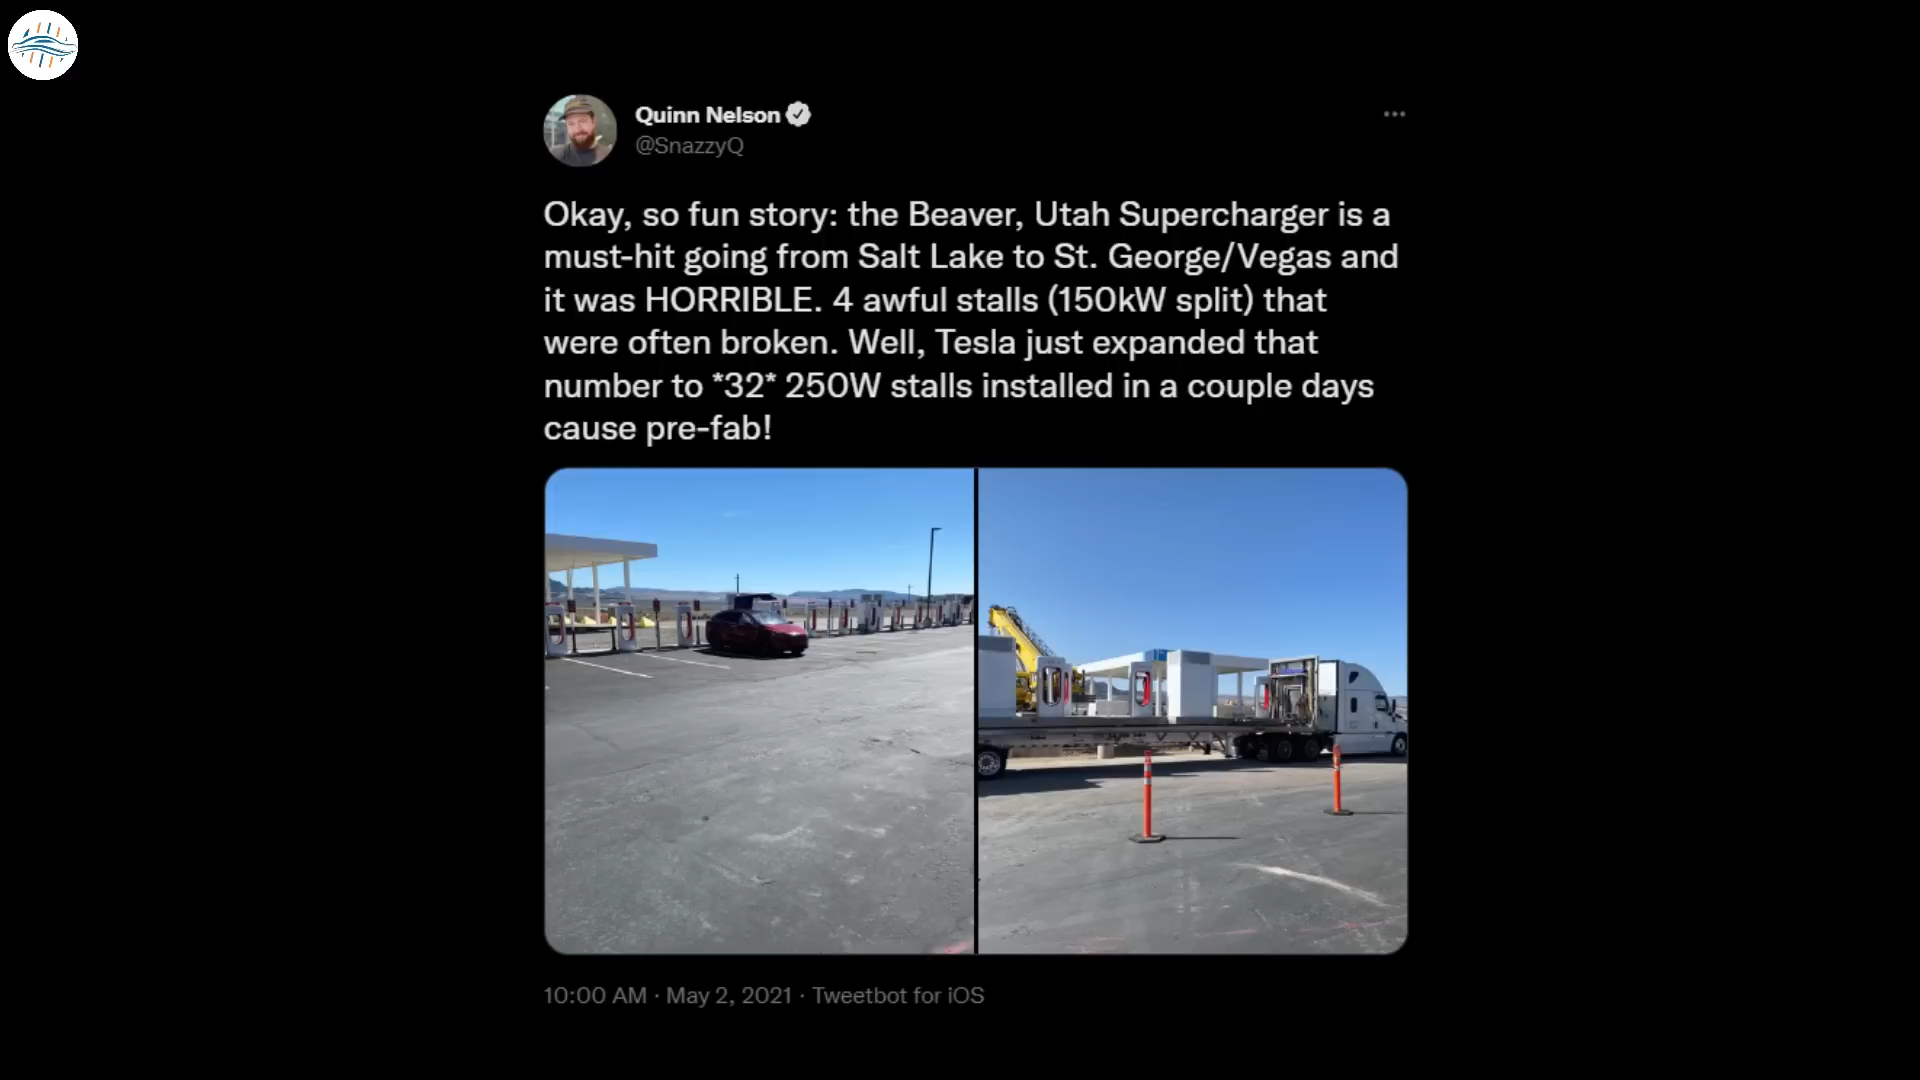 Quinn Nelson
@SnazzyQ
Okay, so fun story: the Beaver, Utah Supercharger is a
must-hit going from Salt Lake to St. George/Vegas and
it was HORRIBLE. 4 awful stalls (150kW split) that
were often broken. Well, Tesla just expanded that
number to *32* 250W stalls installed in a couple days
cause pre-fab!
10:00 AM · May 2, 2021 · Tweetbot for iOS